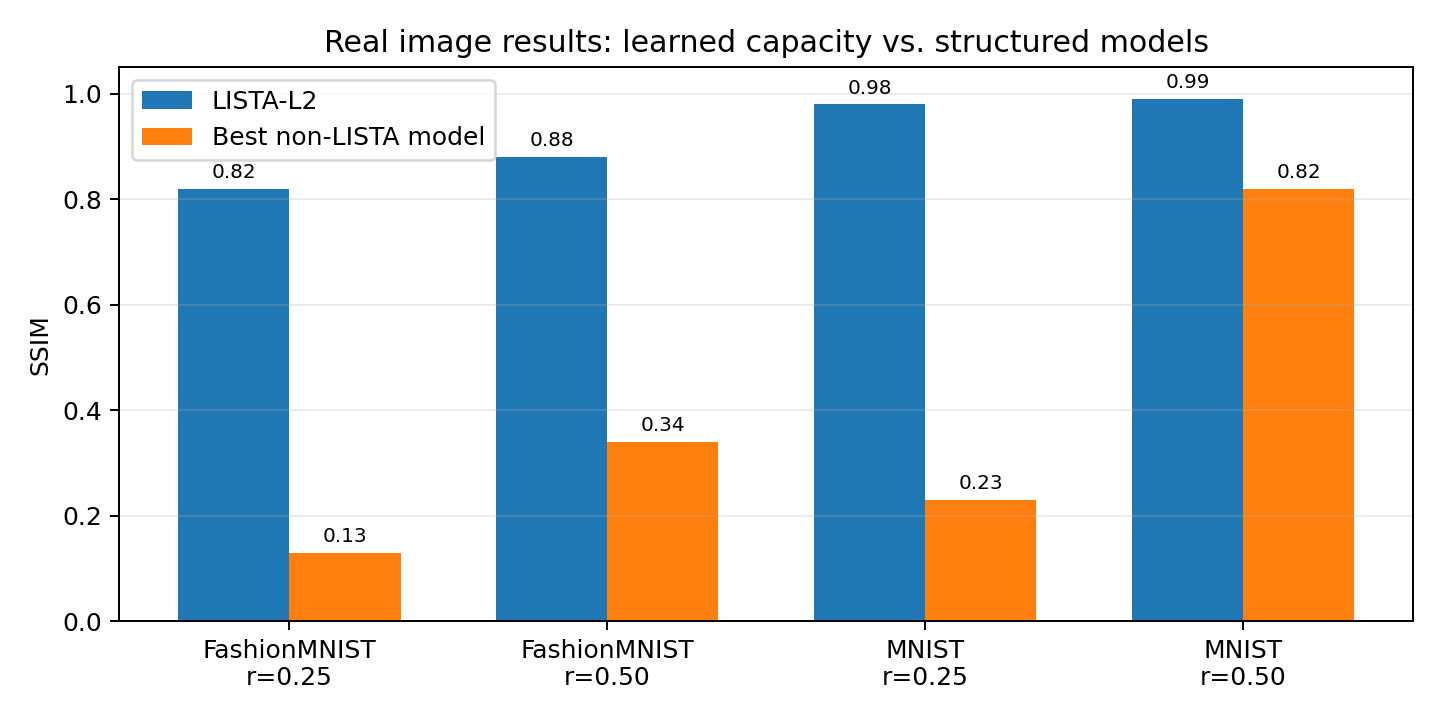 Real image results: learned capacity vs. structured models
LISTA-L2
Best non-LISTA model
SSIM
1.0
0.8
0.6
0.4
0.2
0.0
0.82
0.13
0.88
0.34
0.98
0.23
0.99
0.82
FashionMNIST
r=0.25
FashionMNIST
r=0.50
MNIST
r=0.25
MNIST
r=0.50